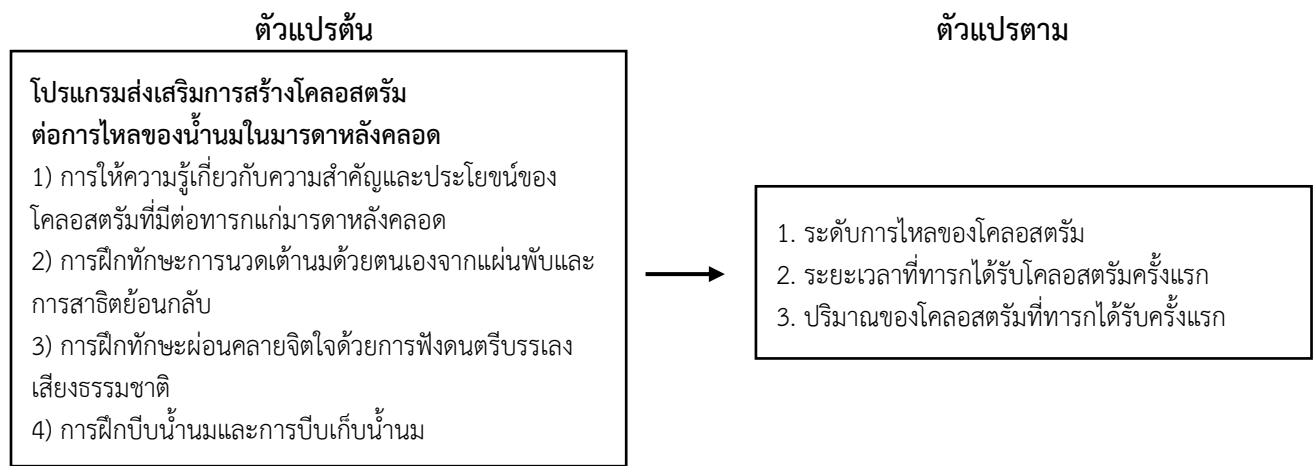 ตัวแปรต้น
ตัวแปรตาม
โปรแกรมส่งเสริมการสร้างโคลอสตรัม
ต่อการไหลของน้ำนมในมารดาหลังคลอด
1) การให้ความรู้เกี่ยวกับความสำคัญและประโยขน์ของ
โคลอสตรัมที่มีต่อทารกแก่มารดาหลังคลอด
2) การฝึกทักษะการนวดเต้านมด้วยตนเองจากแผ่นพับและ
การสาธิตย้อนกลับ
3) การฝึกทักษะผ่อนคลายจิตใจด้วยการฟังดนตรีบรรเลง
เสียงธรรมชาติ
4) การฝึกบีบน้ำนมและการบีบเก็บน้ำนม
1. ระดับการไหลของโคลอสตรัม
2. ระยะเวลาที่ทารกได้รับโคลอสตรัมครั้งแรก
3. ปริมาณของโคลอสตรัมที่ทารกได้รับครั้งแรก